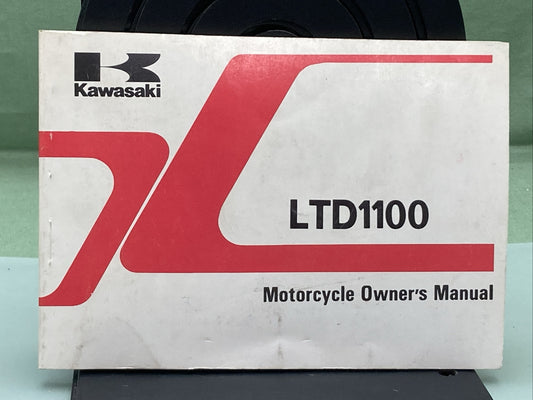 Kawasaki
LTD1100
Motorcycle Owner's Manual